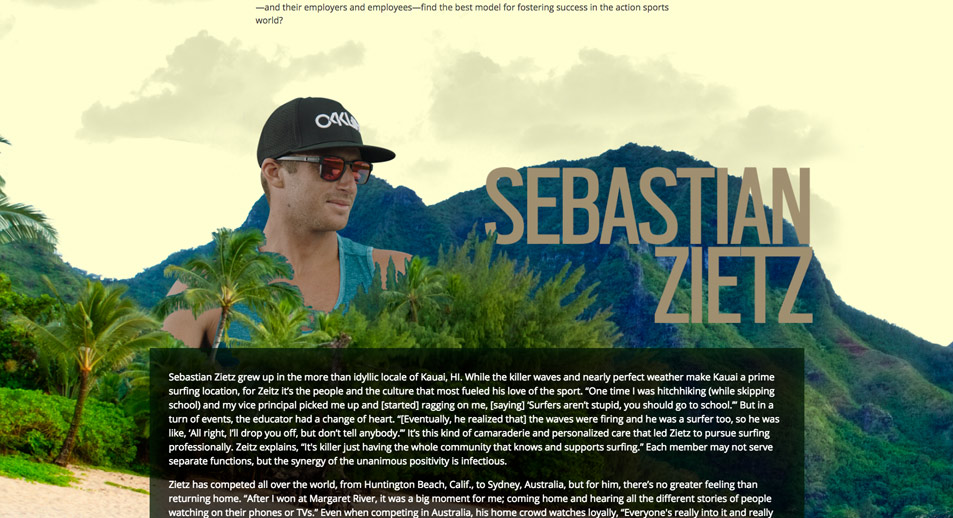 —and their employers and employees—find the best model for fostering success in the action sports
world?
OAKLEY
SEBASTIAN
ZIETZ
Sebastian Zietz grew up in the more than idyllic locale of Kauai, HI. While the killer waves and nearly perfect weather make Kauai a prime
surfing location, for Zeitz it's the people and the culture that most fueled his love of the sport. “One time I was hitchhiking (while skipping
school) and my vice principal picked me up and [started] ragging on me, [saying] ‘Surfers aren't stupid, you should go to school.’” But in a
turn of events, the educator had a change of heart. “[Eventually, he realized that] the waves were firing and he was a surfer too, so he was
like, ‘All right, I'll drop you off, but don't tell anybody.’” It's this kind of camaraderie and personalized care that led Zietz to pursue surfing
professionally. Zeitz explains, “It's killer just having the whole community that knows and supports surfing.” Each member may not serve
separate functions, but the synergy of the unanimous positivity is infectious.
Zietz has competed all over the world, from Huntington Beach, Calif., to Sydney, Australia, but for him, there's no greater feeling than
returning home. “After I won at Margaret River, it was a big moment for me; coming home and hearing all the different stories of people
watching on their phones or TVs.” Even when competing in Australia, his home crowd watches loyally, “Everyone's really into it and really